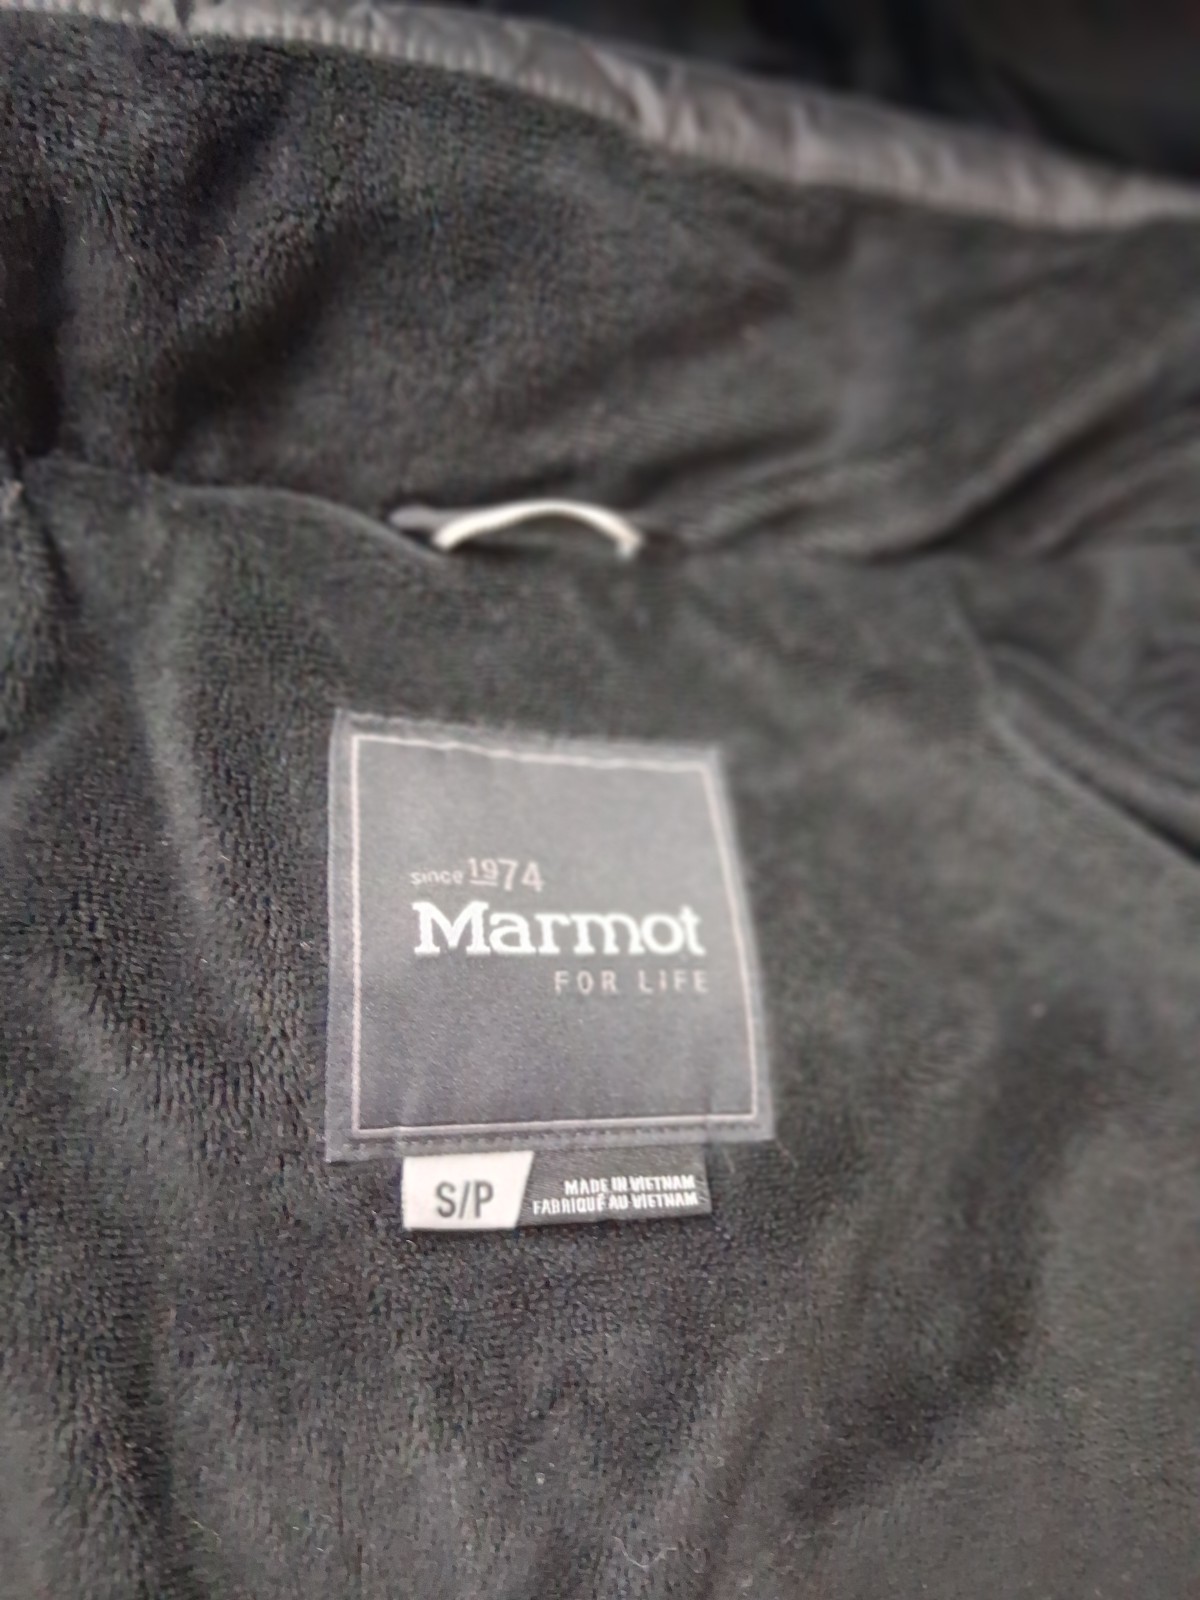 since 1974
Marmot
FOR LIFE
S/P
MADE IN VIETNAM
FABRIQUÉ AU VIETNAM